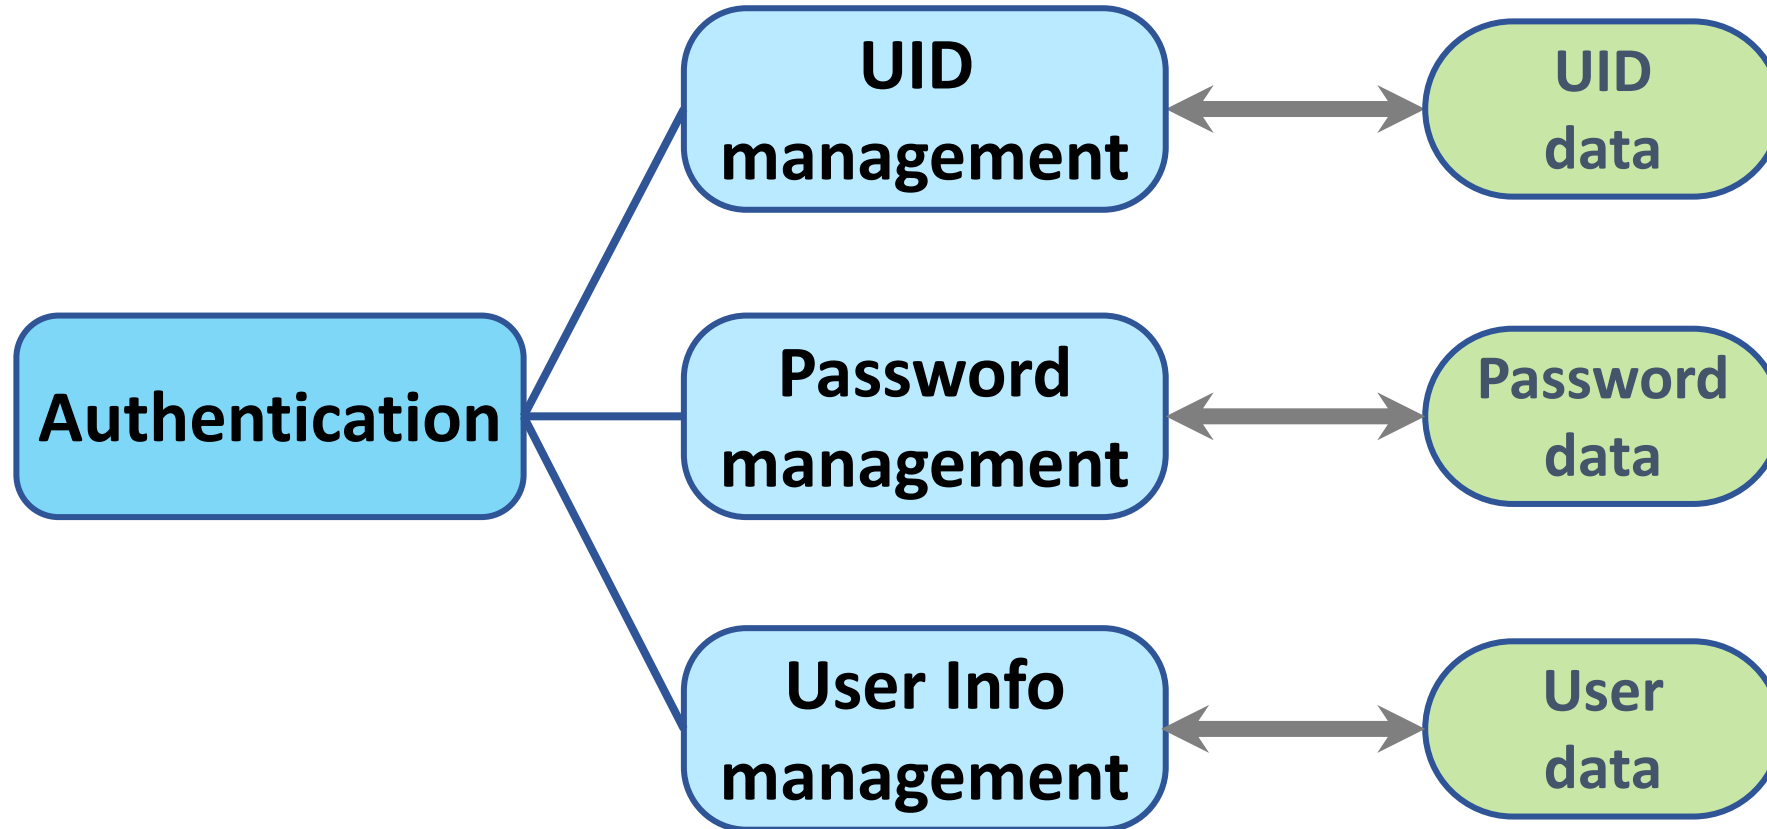 UID
management
UID
data
Authentication
Password
management
Password
data
User Info
management
User
data